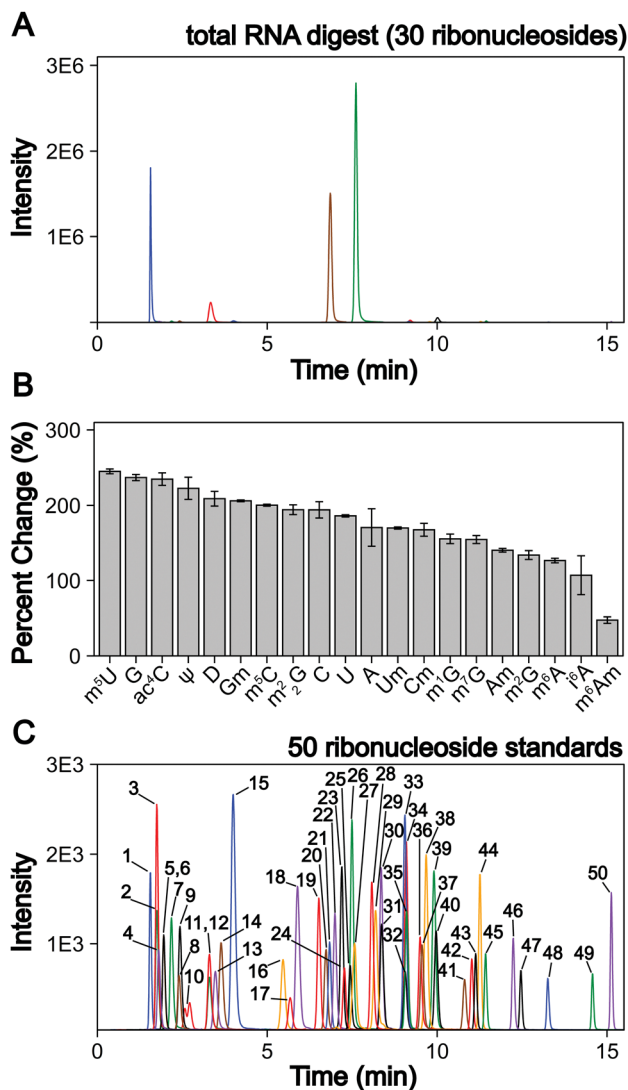 A
total RNA digest (30 ribonucleosides)
3E6
2E6
1E6
Intensity
0 5 10 15
Time (min)
B
300
200
100
0
Percent Change (%)
m⁵U G ac⁴C Ψ D Gm m⁵C m²₂G C U A Um Cm m¹G m⁷G Am m²G m⁶A i⁶A m⁶Am
C
50 ribonucleoside standards
3E3
2E3
1E3
Intensity
1 2 3 4 5,6 7 8 9 10 11,12 13 14 15 16 17 18 19 20 21 22 23 24 25 26 27 28 29 30 31 32 33 34 35 36 37 38 39 40 41 42 43 44 45 46 47 48 49 50
0 5 10 15
Time (min)